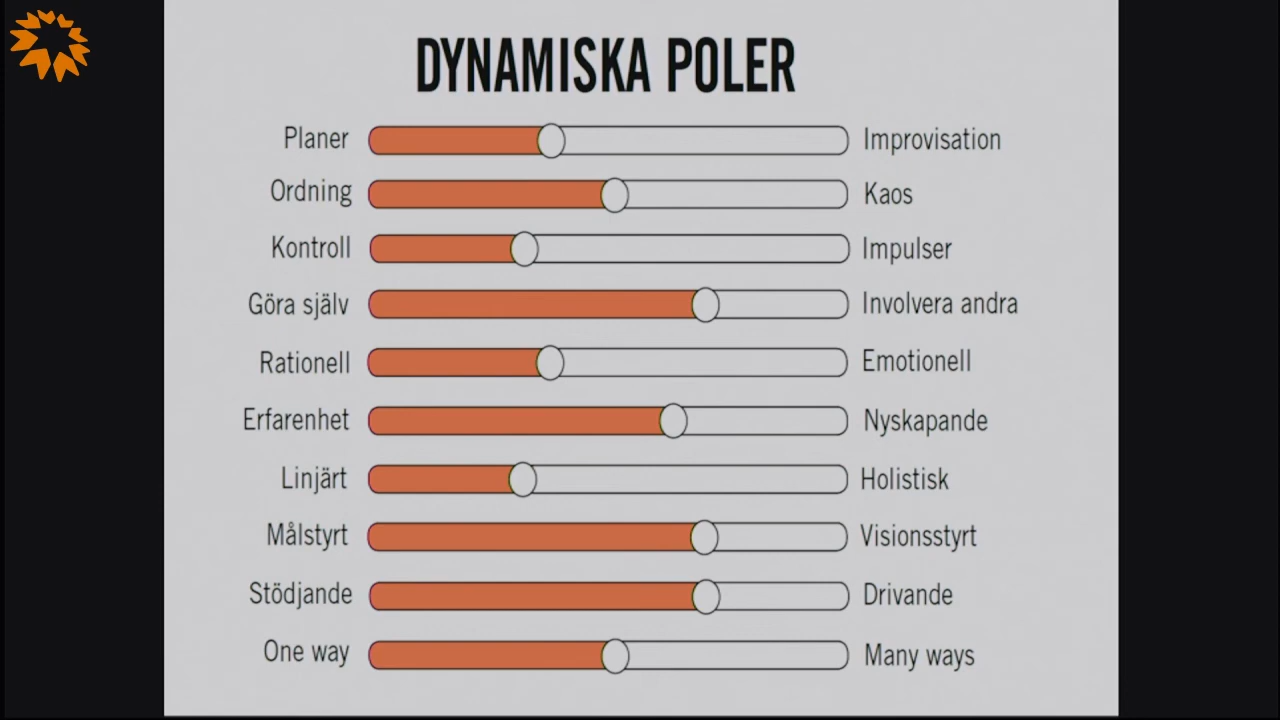 DYNAMISKA POLER
Planer Improvisation
Ordning Kaos
Kontroll Impulser
Göra själv Involvera andra
Rationell Emotionell
Erfarenhet Nyskapande
Linjärt Holistisk
Målstyrt Visionsstyrt
Stödjande Drivande
One way Many ways